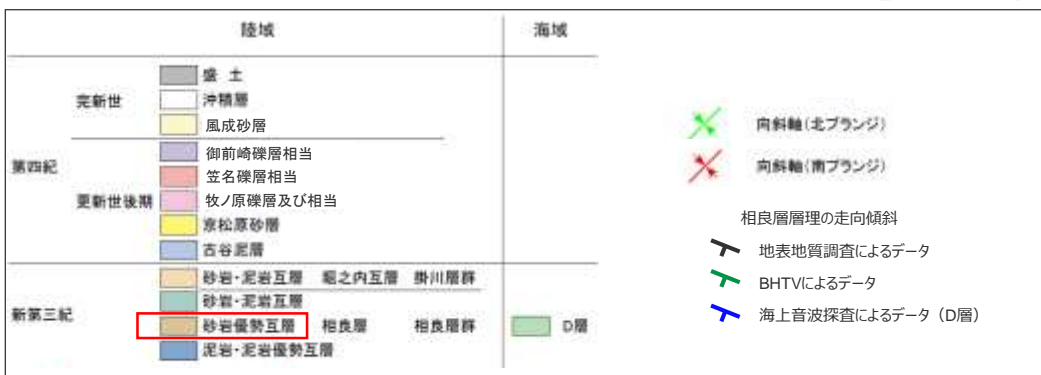 陸域 海域
完新世
盛土
沖積層
風成砂層
第四紀
更新世後期
御前崎礫層相当
笠名礫層相当
牧ノ原礫層及び相当
京松原砂層
古谷泥層
新第三紀
砂岩・泥岩互層 堀之内互層 掛川層群
砂岩・泥岩互層
砂岩優勢互層 相良層 相良層群 D層
泥岩・泥岩優勢互層
向斜軸(北プランジ)
向斜軸(南プランジ)
相良層層理の走向傾斜
地表地質調査によるデータ
BHTVによるデータ
海上音波探査によるデータ(D層)